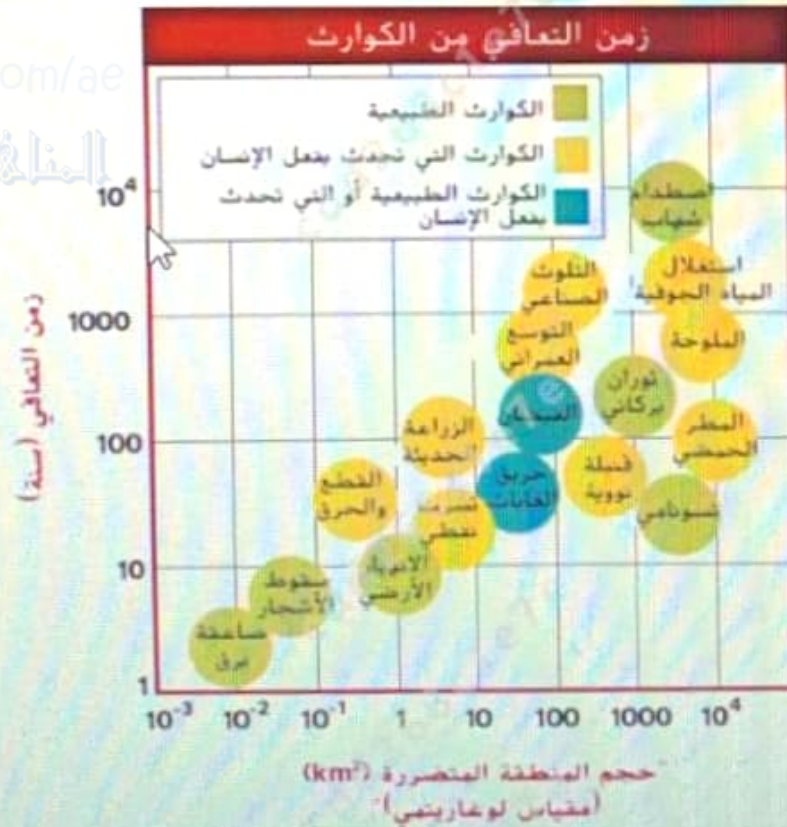 زمن التعافي من الكوارث
الكوارث الطبيعية
الكوارث التي تحدث بفعل الإنسان
الكوارث الطبيعية أو التي تحدث
بفعل الإنسان
om/ae
زمن التعافي (سنة)
10⁴
1000
100
10
1
اصطدام
شهاب
استغلال
المياه الجوفية
التلوث
الصناعي
التوسع
العمراني
الملوحة
ثوران
بركاني
الفيضان
المطر
الحمضي
الزراعة
الحديثة
قنبلة
نووية
حريق
الغابات
القطع
والحرق
تسرب
نفطي
تسونامي
الانهيار
الأرضي
سقوط
الأشجار
صاعقة
برق
10⁻³ 10⁻² 10⁻¹ 1 10 100 1000 10⁴
حجم المنطقة المتضررة (km²)
(مقياس لوغاريتمي)